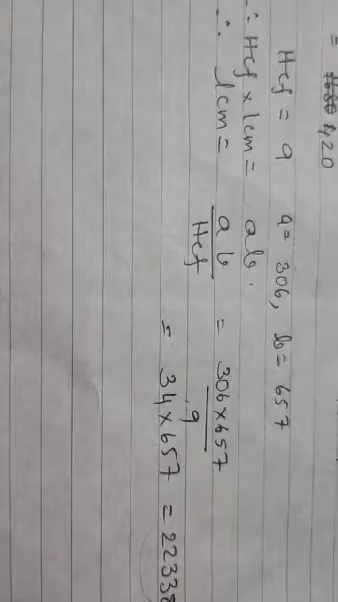 = 420
Hcf = 9 a = 306, b = 657
∵ Hcf × lcm = ab.
∴ lcm = ab/Hcf = 306×657/9
= 34×657 = 22338